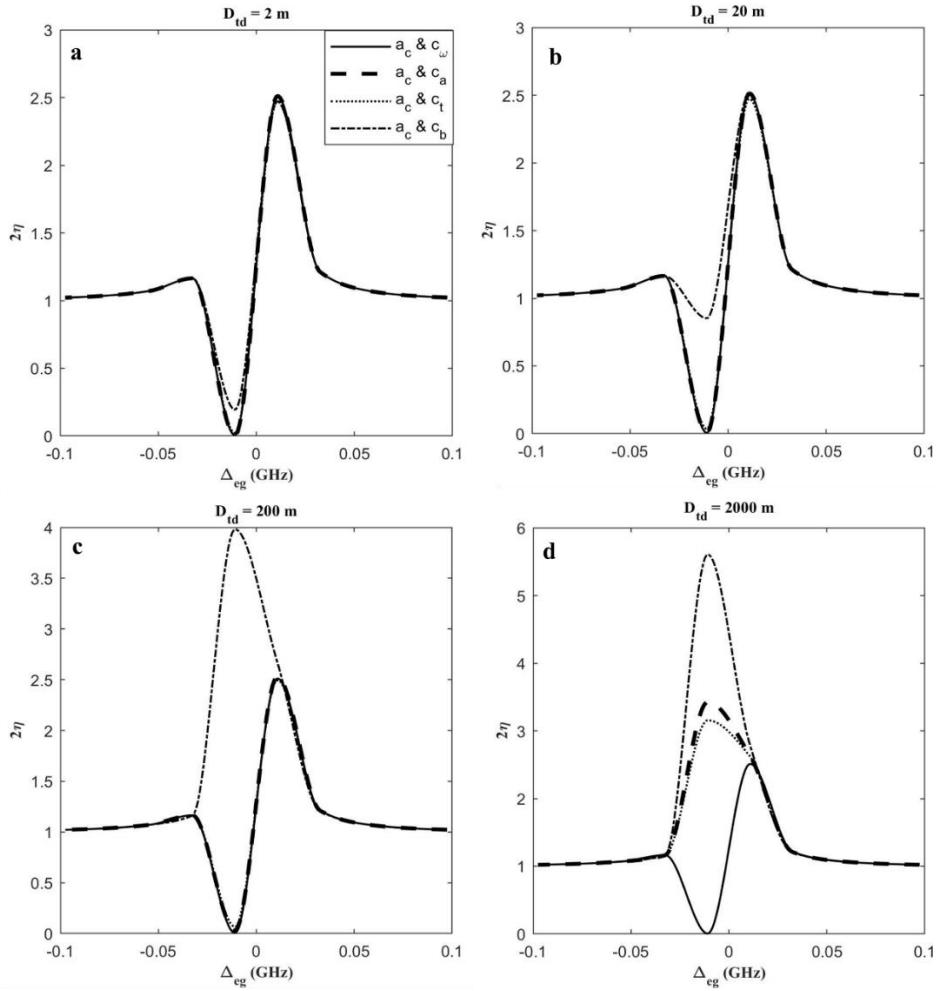 D_td = 2 m
a
3
2.5
2
1.5
1
0.5
0
2η
a_c & c_ω
a_c & c_a
a_c & c_t
a_c & c_b
-0.1
-0.05
0
0.05
0.1
Δ_eg (GHz)
D_td = 20 m
b
3
2.5
2
1.5
1
0.5
0
2η
-0.1
-0.05
0
0.05
0.1
Δ_eg (GHz)
D_td = 200 m
c
4
3.5
3
2.5
2
1.5
1
0.5
0
2η
-0.1
-0.05
0
0.05
0.1
Δ_eg (GHz)
D_td = 2000 m
d
6
5
4
3
2
1
0
2η
-0.1
-0.05
0
0.05
0.1
Δ_eg (GHz)